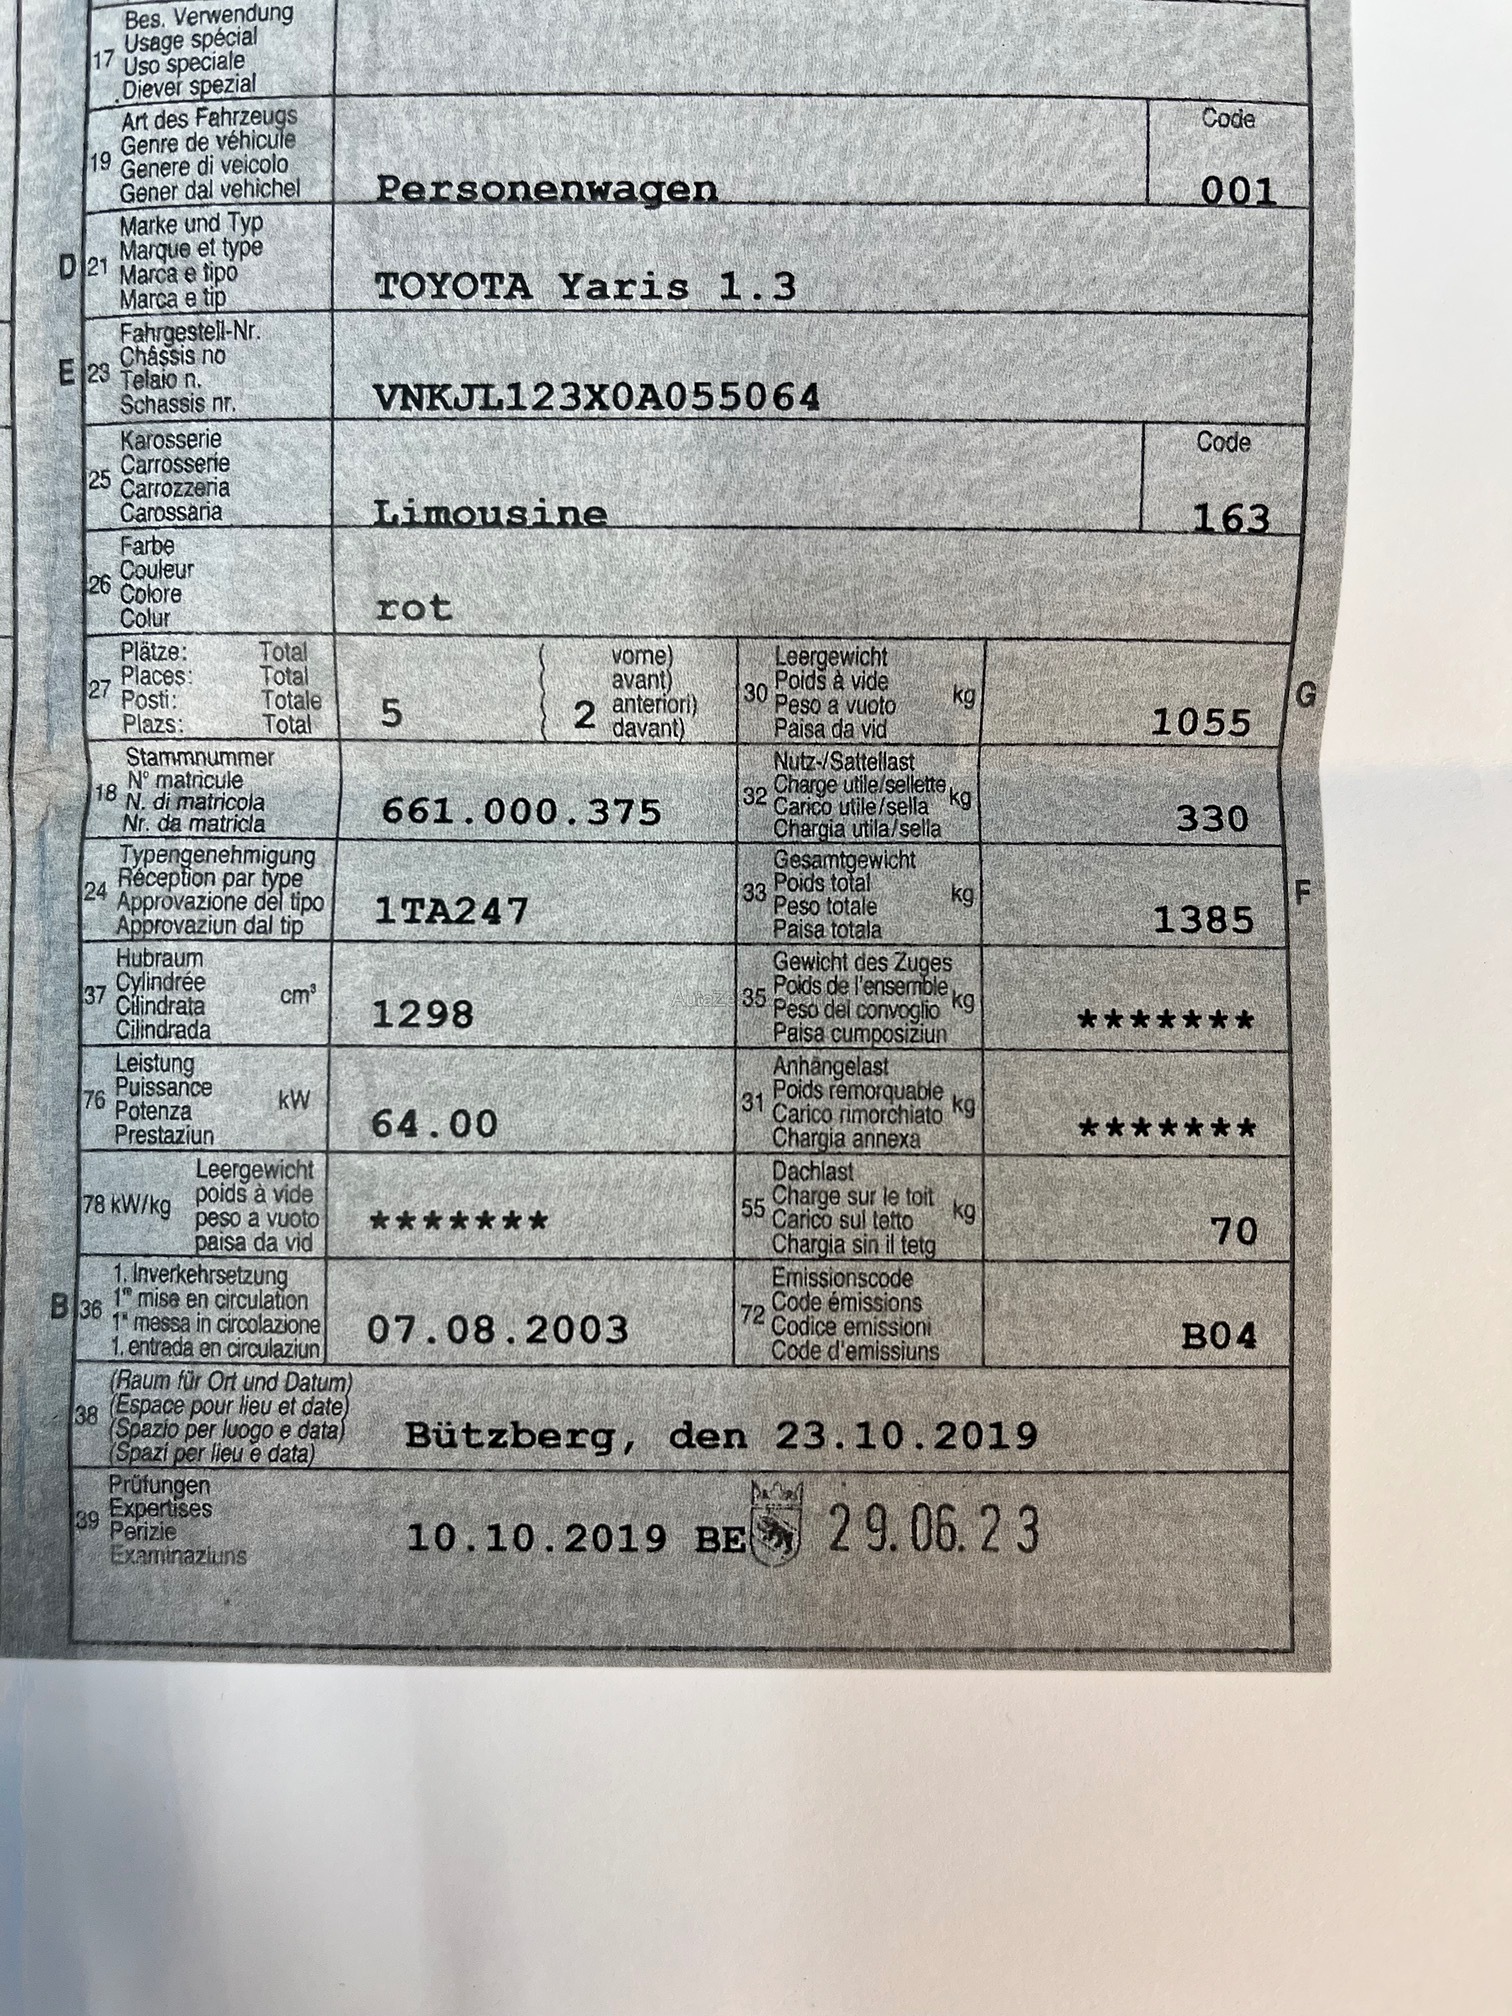 Bes. Verwendung
17 Usage spécial
Uso speciale
Diever spezial
Art des Fahrzeugs Code
19 Genre de véhicule
Genere di veicolo
Gener dal vehichel Personenwagen 001
Marke und Typ
D 21 Marque et type
Marca e tipo
Marca e tip TOYOTA Yaris 1.3
Fahrgestell-Nr.
E 23 Châssis no
Telaio n.
Schassis nr. VNKJL123X0A055064
Karosserie Code
25 Carrosserie
Carrozzeria
Carossaria Limousine 163
Farbe
26 Couleur
Colore
Colur rot
27 Plätze: Total
Places: Total
Posti: Totale
Plazs: Total
5 2
vorne)
avant)
anteriori)
davant)
30 Leergewicht
Poids à vide kg
Peso a vuoto
Paisa da vid 1055 G
18 Stammnummer
N° matricule
N. di matricola
Nr. da matricla 661.000.375
32 Nutz-/Sattellast
Charge utile/sellette kg
Carico utile/sella
Chargia utila/sella 330
24 Typengenehmigung
Réception par type
Approvazione del tipo
Approvaziun dal tip 1TA247
33 Gesamtgewicht
Poids total kg
Peso totale
Paisa totala 1385 F
37 Hubraum
Cylindrée cm³
Cilindrata
Cilindrada 1298
35 Gewicht des Zuges
Poids de l'ensemble kg
Peso del convoglio
Paisa cumposiziun *******
76 Leistung
Puissance kW
Potenza
Prestaziun 64.00
31 Anhängelast
Poids remorquable kg
Carico rimorchiato
Chargia annexa *******
78 kW/kg Leergewicht
poids à vide
peso a vuoto
paisa da vid *******
55 Dachlast
Charge sur le toit kg
Carico sul tetto
Chargia sin il tetg 70
B 36 1. Inverkehrsetzung
1re mise en circulation
1a messa in circolazione
1. entrada en circulaziun 07.08.2003
72 Emissionscode
Code émissions
Codice emissioni
Code d'emissiuns B04
38 (Raum für Ort und Datum)
(Espace pour lieu et date)
(Spazio per luogo e data)
(Spazi per lieu e data) Bützberg, den 23.10.2019
39 Prüfungen
Expertises
Perizie
Examinaziuns 10.10.2019 BE 29.06.23